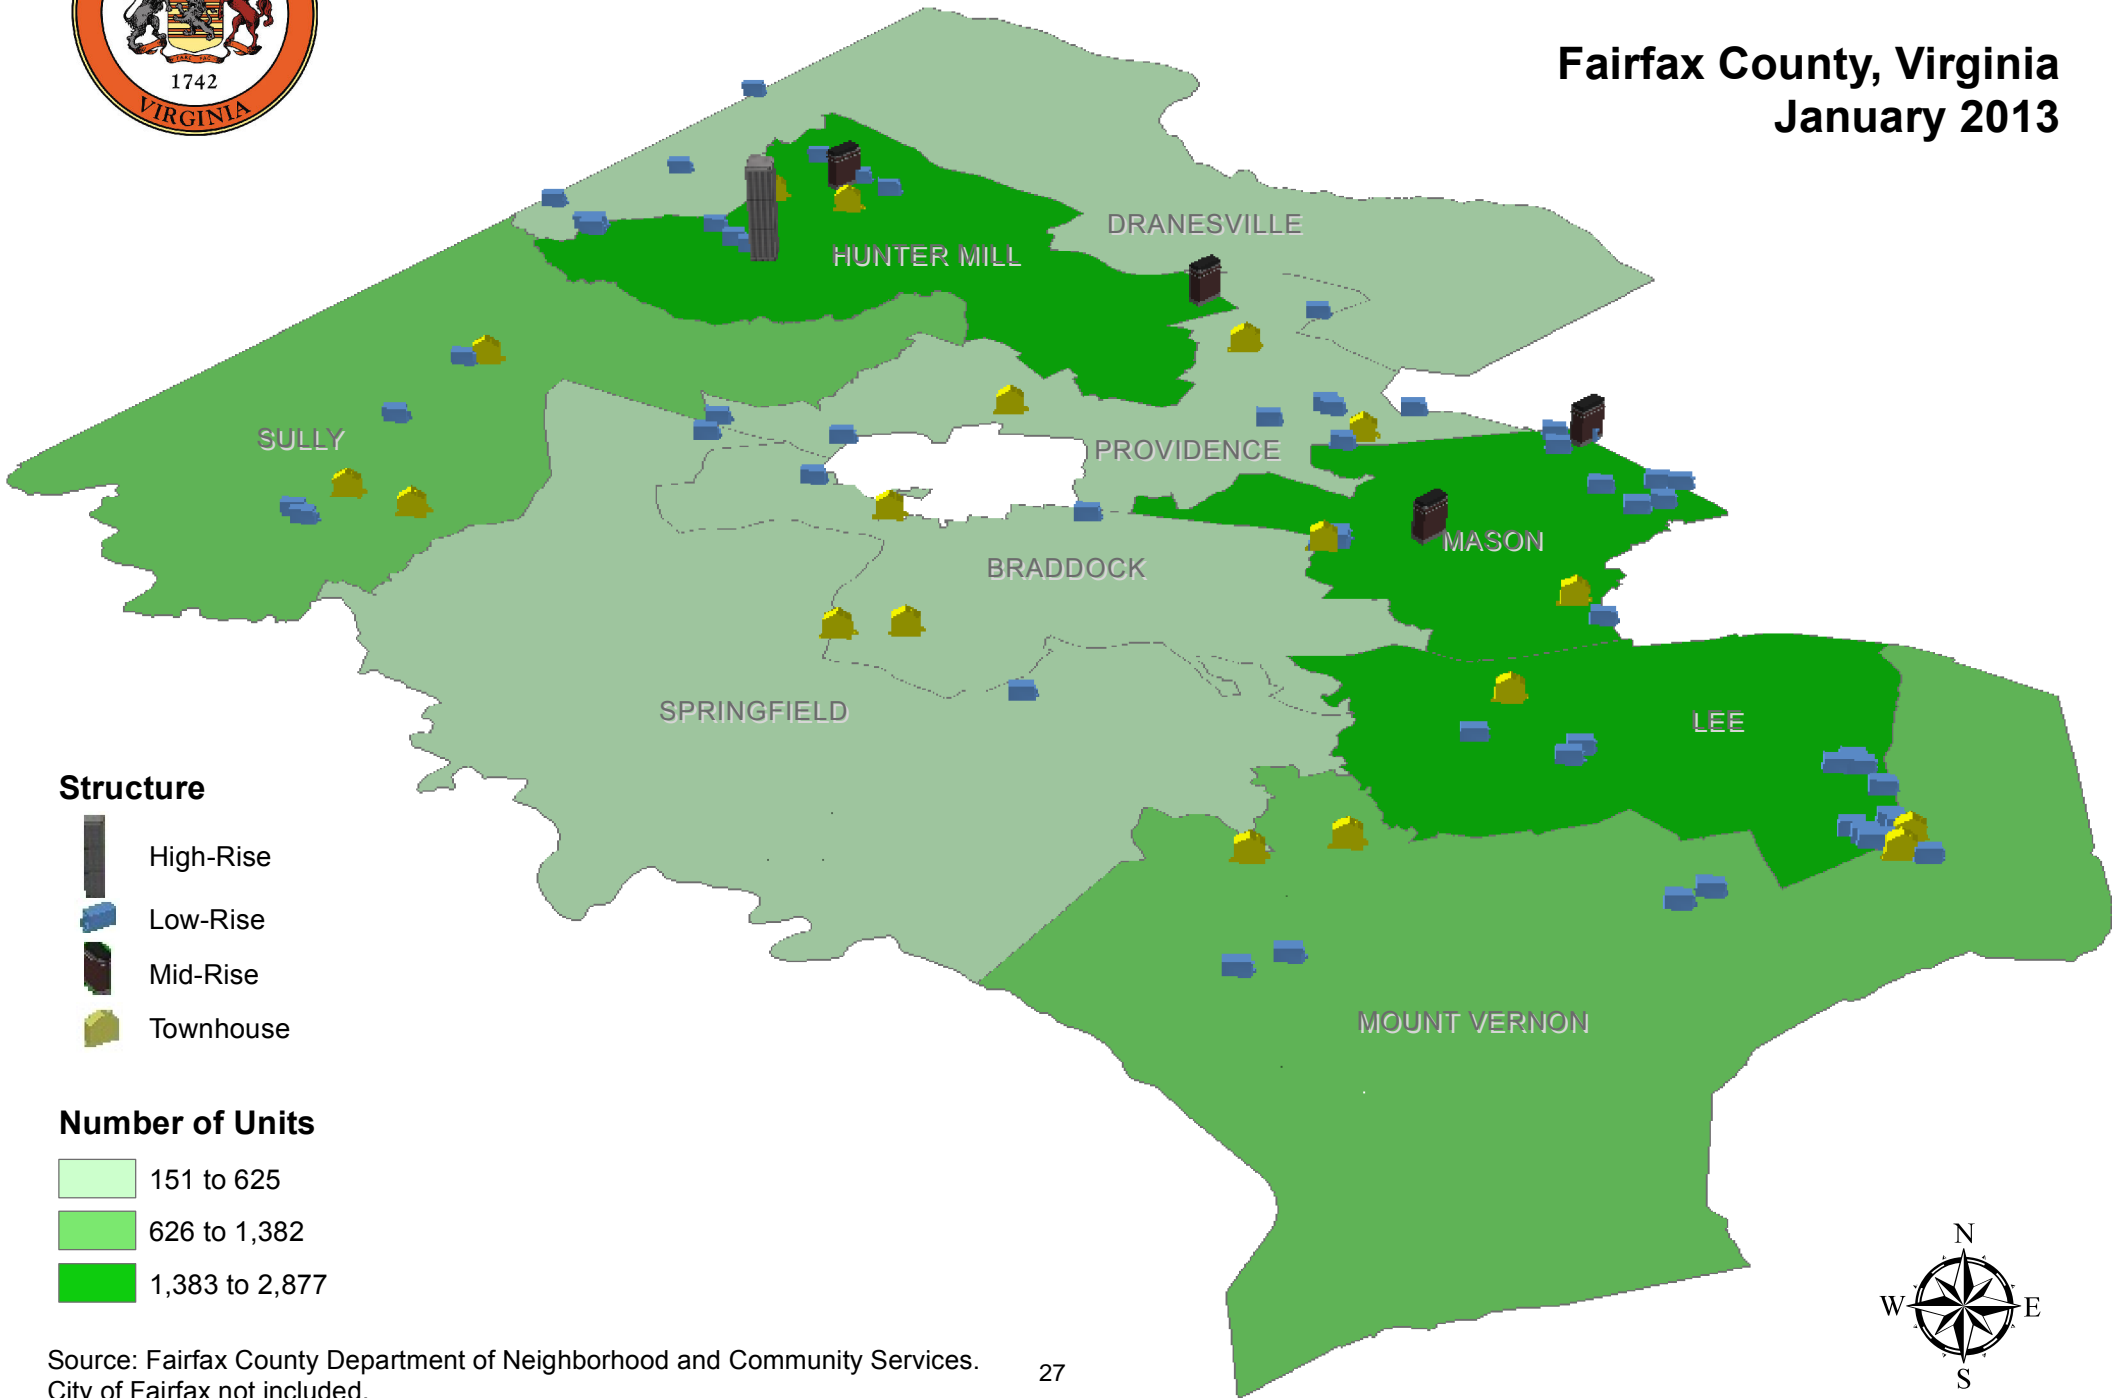 1742
VIRGINIA
Fairfax County, Virginia
January 2013
DRANESVILLE
HUNTER MILL
SULLY
PROVIDENCE
MASON
BRADDOCK
SPRINGFIELD
LEE
MOUNT VERNON
Structure
High-Rise
Low-Rise
Mid-Rise
Townhouse
Number of Units
151 to 625
626 to 1,382
1,383 to 2,877
N
W E
S
Source: Fairfax County Department of Neighborhood and Community Services.
City of Fairfax not included.
27